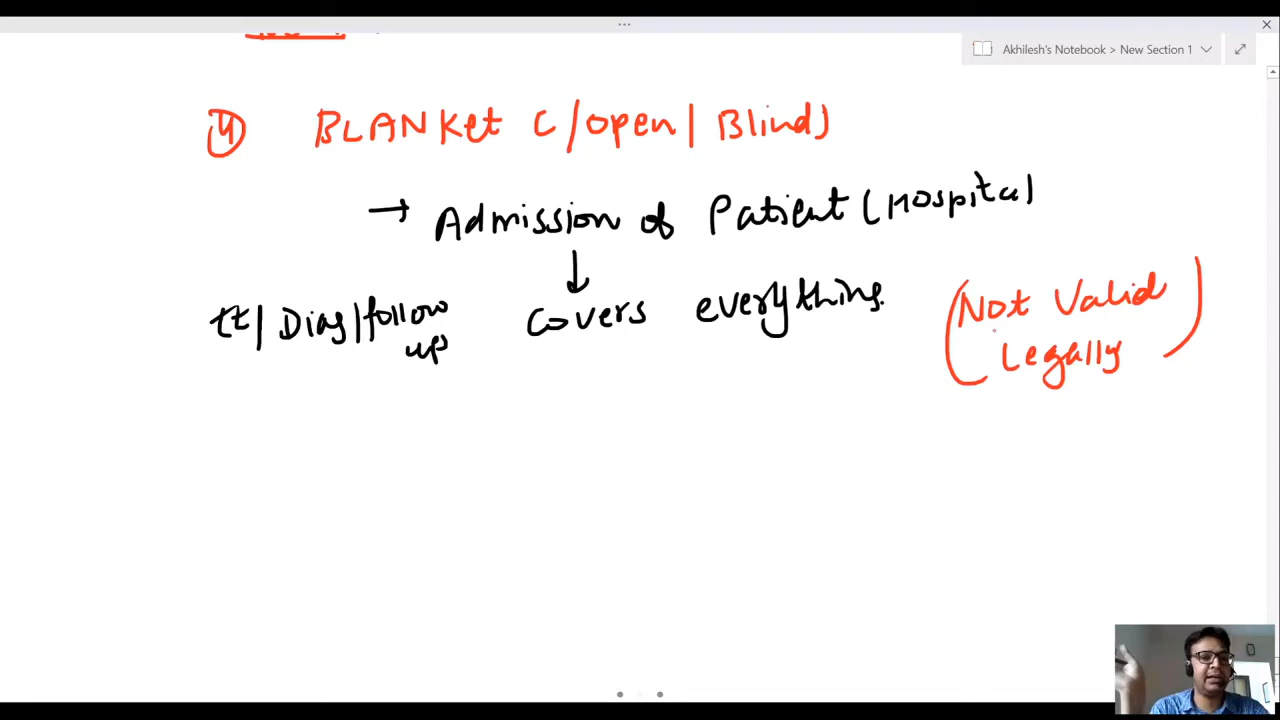 Akhilesh's Notebook > New Section 1
④ BLANKet C/open/Blind)
→ Admission of Patient (Hospital)
↓
tt/ Diag/follow up covers everything. (Not Valid Legally)